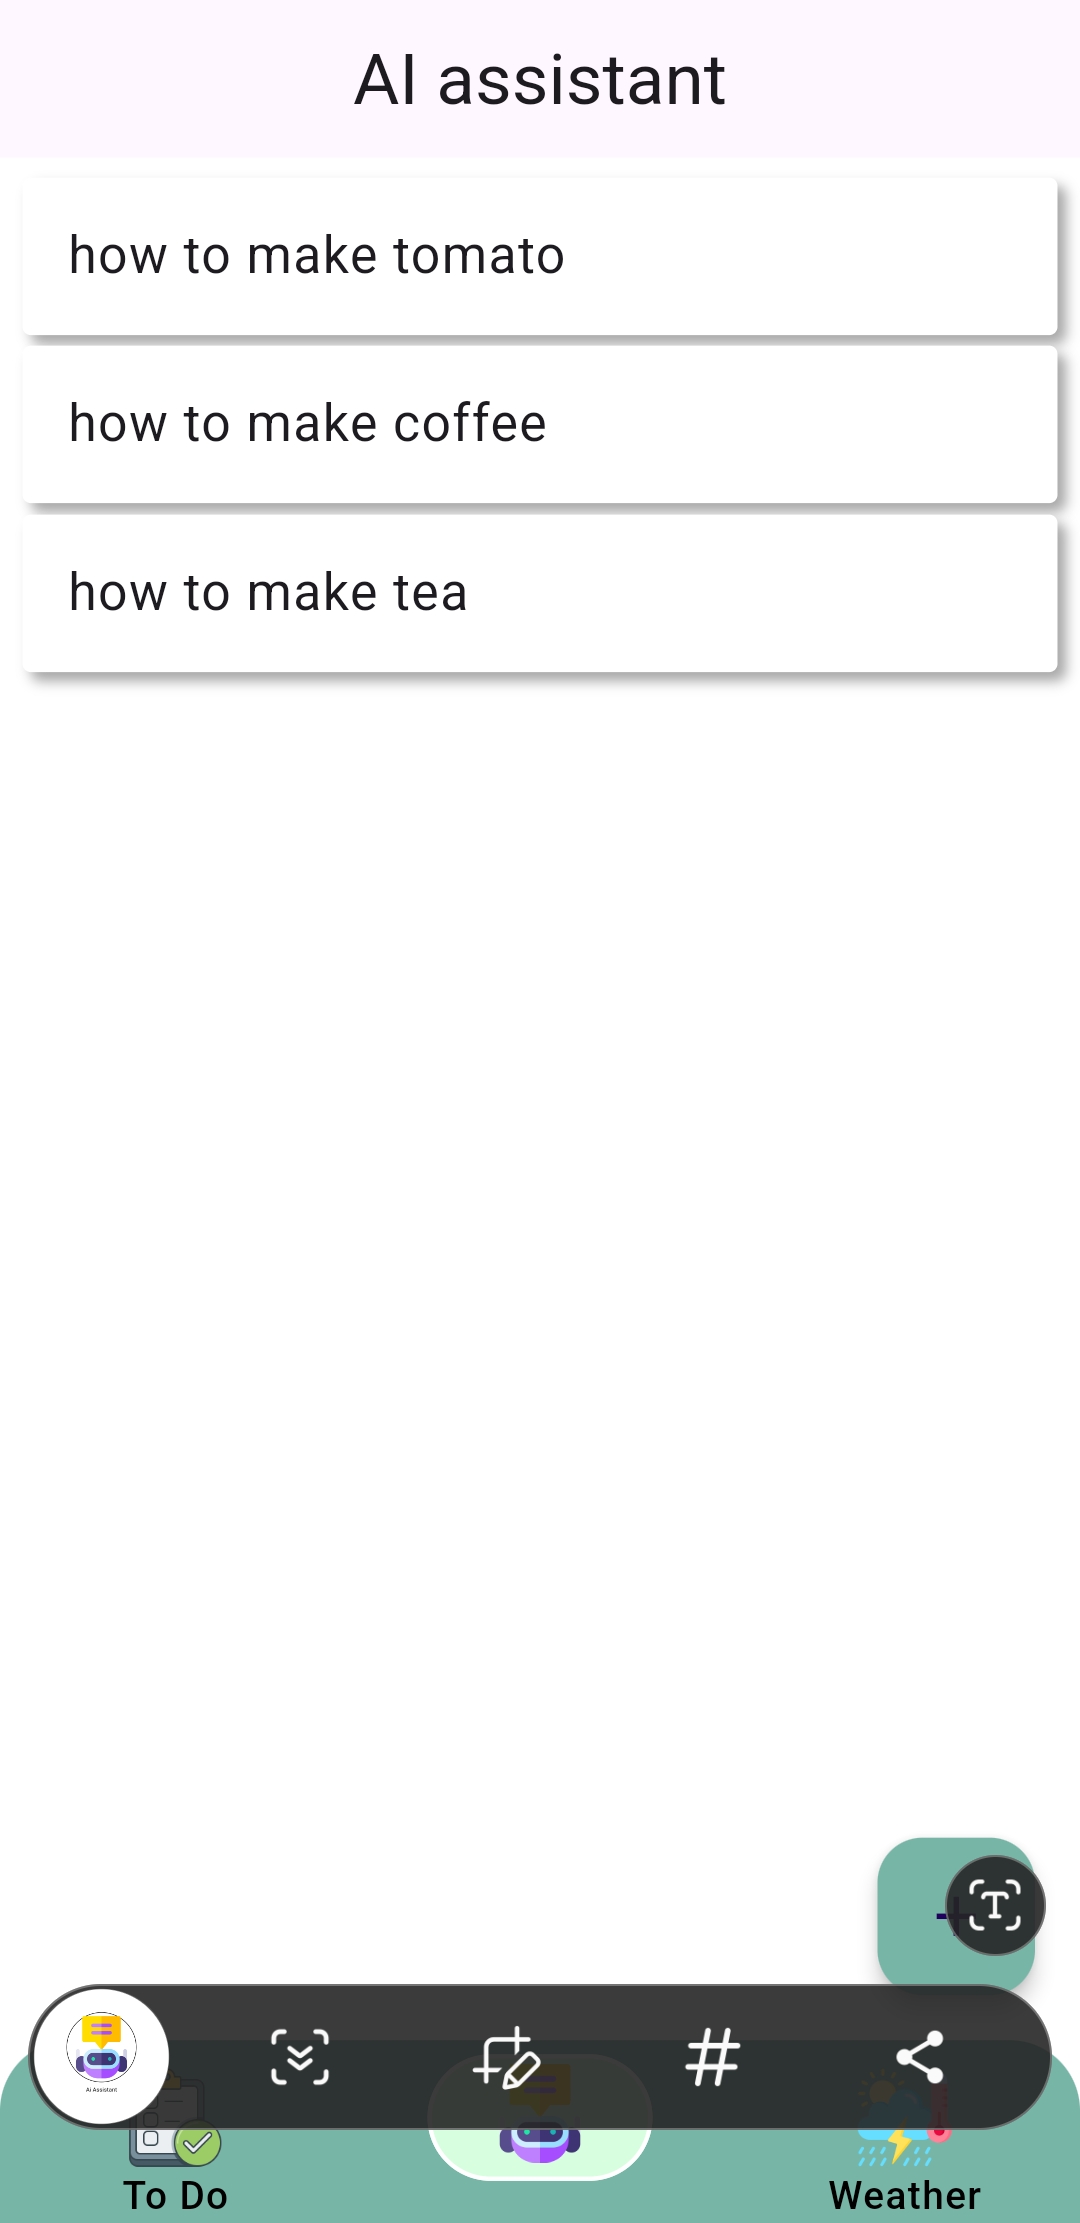 AI assistant
how to make tomato
how to make coffee
how to make tea
Ai Assistant
To Do
Weather